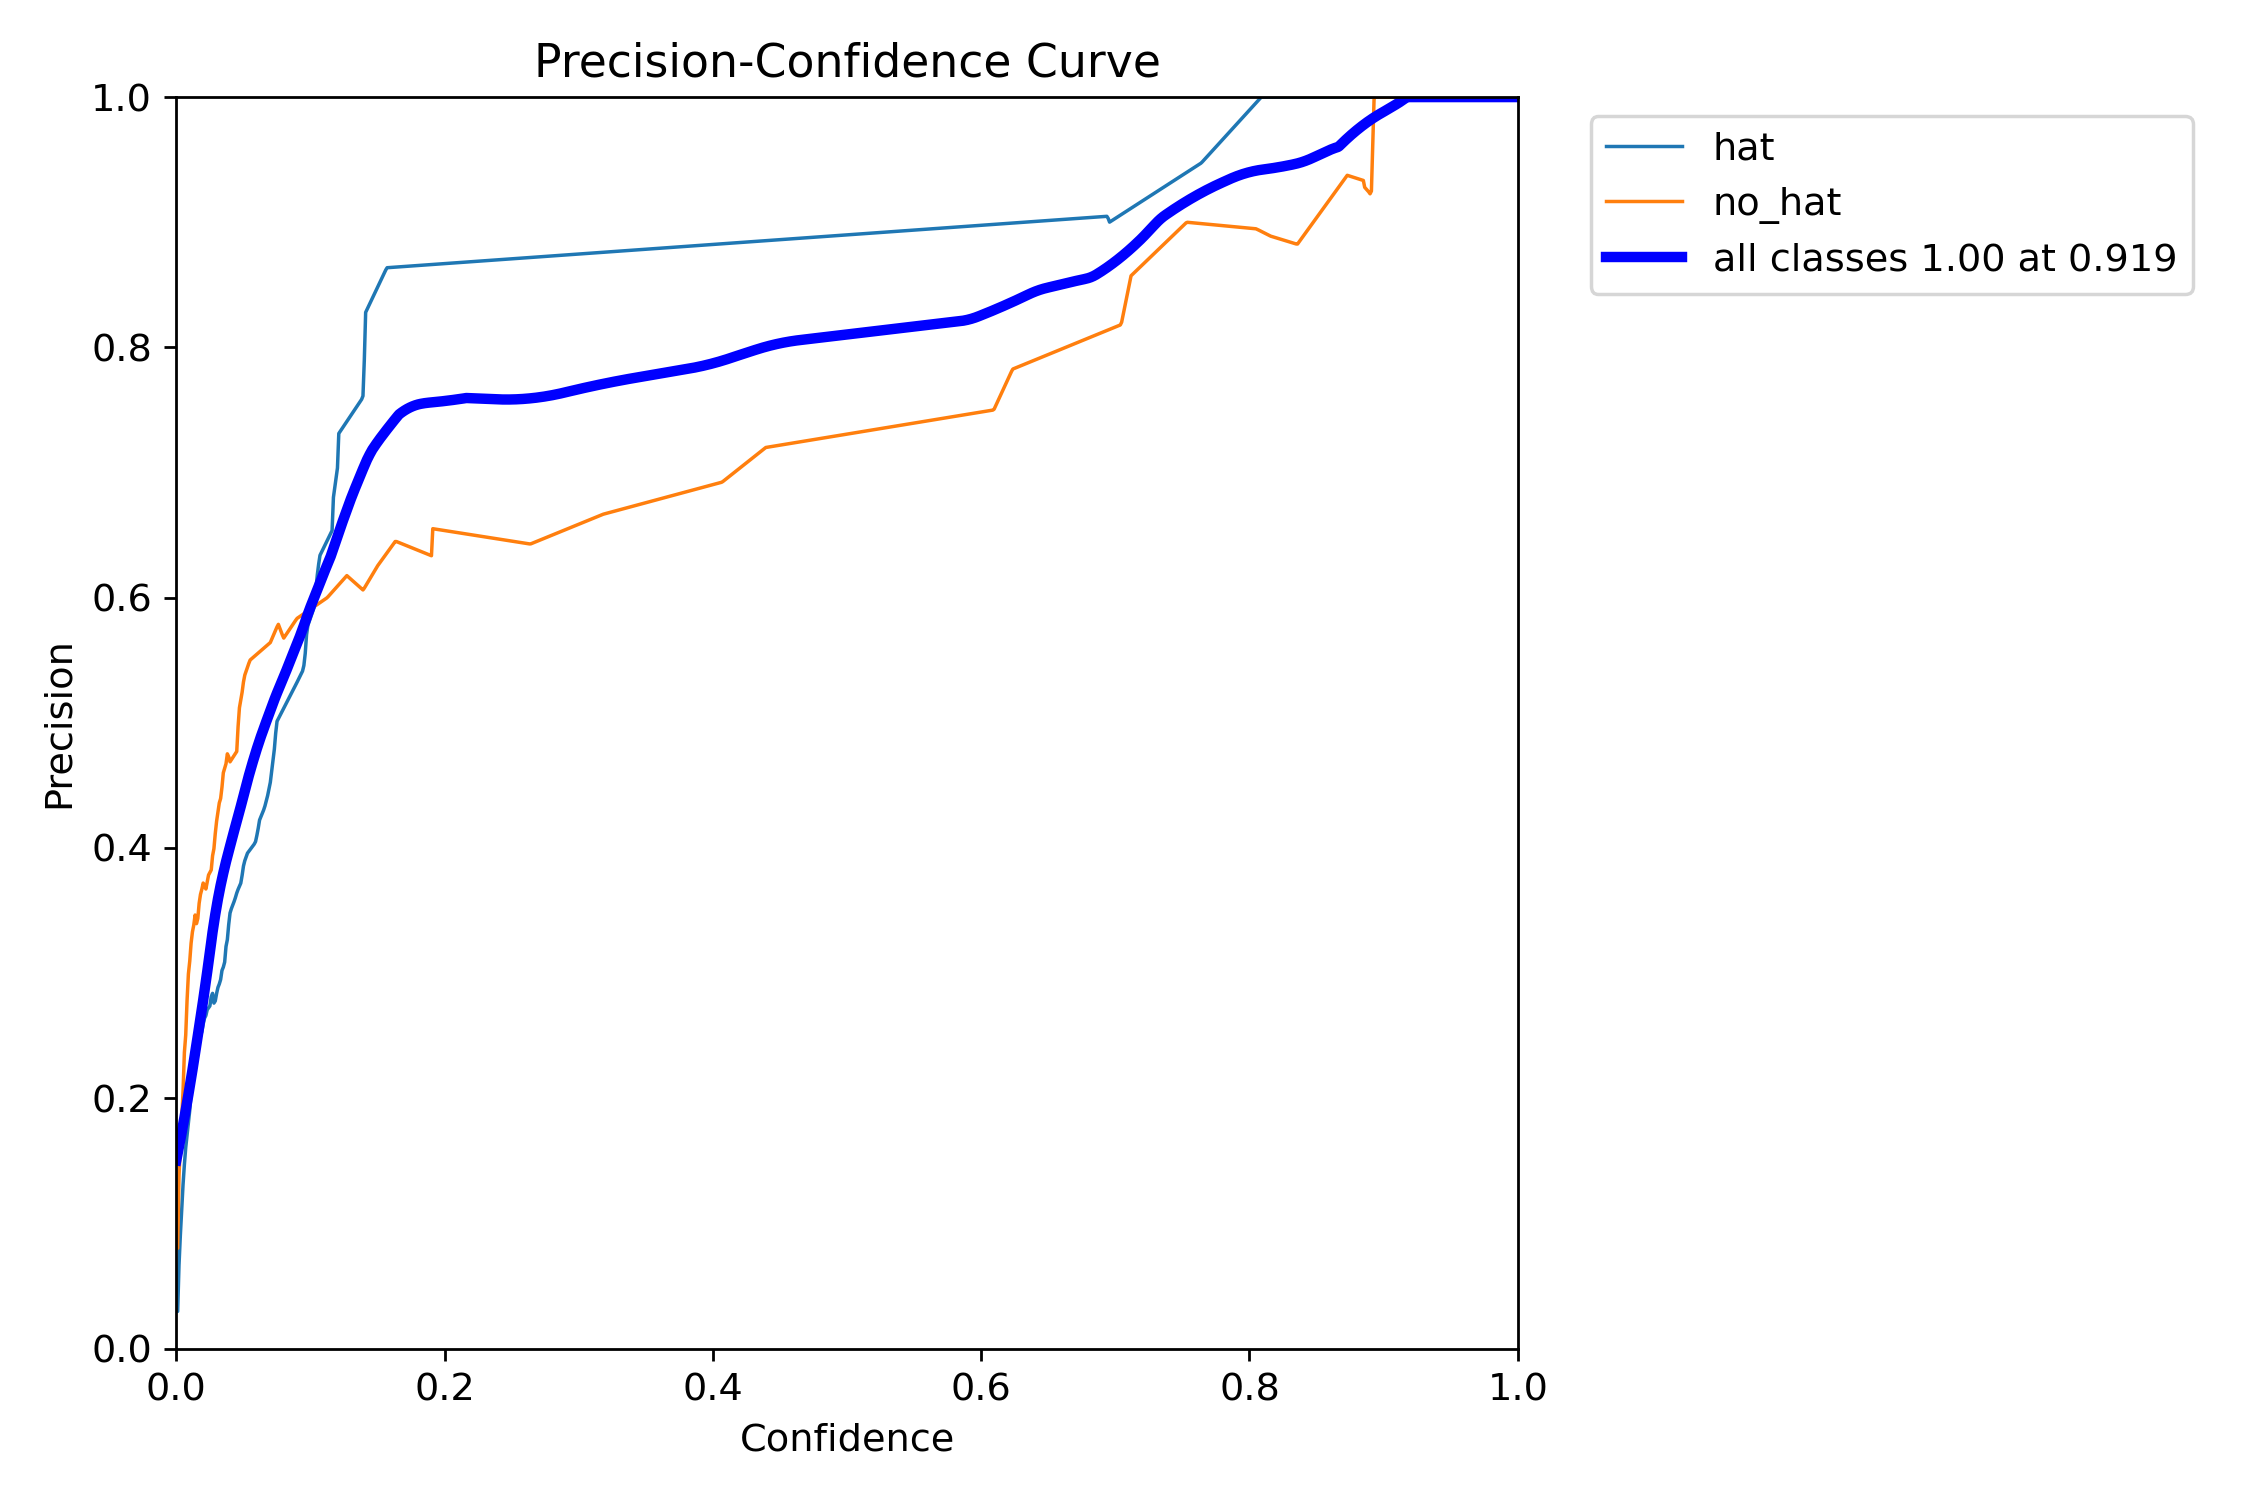 Precision-Confidence Curve
1.0
0.8
0.6
0.4
0.2
0.0
Precision
0.0 0.2 0.4 0.6 0.8 1.0
Confidence
hat
no_hat
all classes 1.00 at 0.919